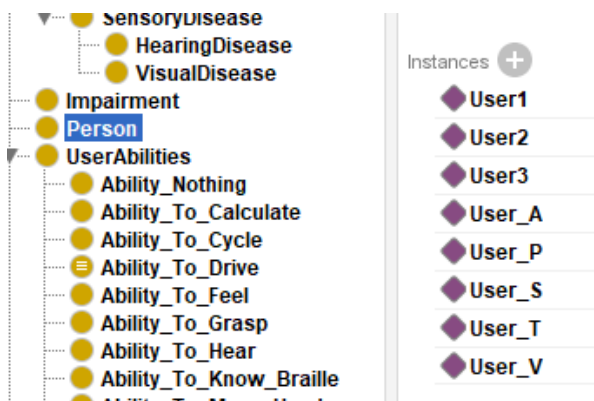 SensoryDisease
HearingDisease
VisualDisease
Impairment
Person
UserAbilities
Ability_Nothing
Ability_To_Calculate
Ability_To_Cycle
Ability_To_Drive
Ability_To_Feel
Ability_To_Grasp
Ability_To_Hear
Ability_To_Know_Braille
Instances
User1
User2
User3
User_A
User_P
User_S
User_T
User_V